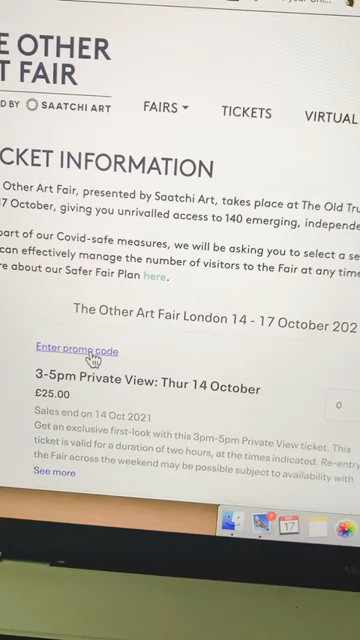 E OTHER
T FAIR
D BY SAATCHI ART
FAIRS
TICKETS
VIRTUAL
CKET INFORMATION
Other Art Fair, presented by Saatchi Art, takes place at The Old Tru
17 October, giving you unrivalled access to 140 emerging, independe
part of our Covid-safe measures, we will be asking you to select a se
can effectively manage the number of visitors to the Fair at any time
re about our Safer Fair Plan here.
The Other Art Fair London 14 - 17 October 202
Enter promo code
3-5pm Private View: Thur 14 October
£25.00
0
Sales end on 14 Oct 2021
Get an exclusive first-look with this 3pm-5pm Private View ticket. This
ticket is valid for a duration of two hours, at the times indicated. Re-entry
the Fair across the weekend may be possible subject to availability with
See more
17